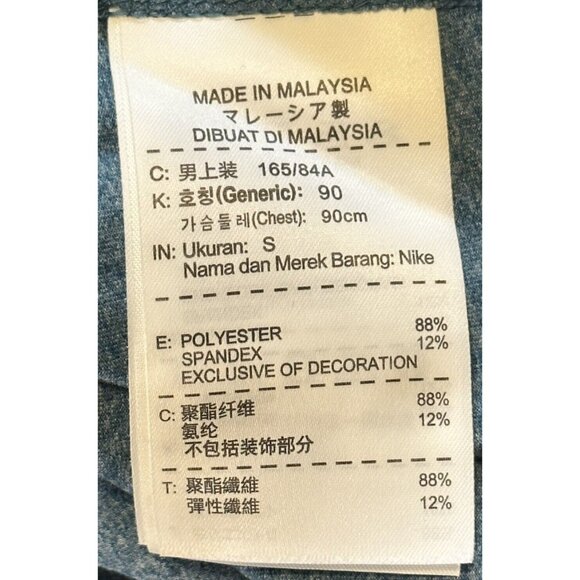 MADE IN MALAYSIA
マレーシア製
DIBUAT DI MALAYSIA
C: 男上装 165/84A
K: 호칭(Generic): 90
가슴둘레(Chest): 90cm
IN: Ukuran: S
Nama dan Merek Barang: Nike
E: POLYESTER 88%
SPANDEX 12%
EXCLUSIVE OF DECORATION
C: 聚酯纤维 88%
氨纶 12%
不包括装饰部分
T: 聚酯纖維 88%
彈性纖維 12%